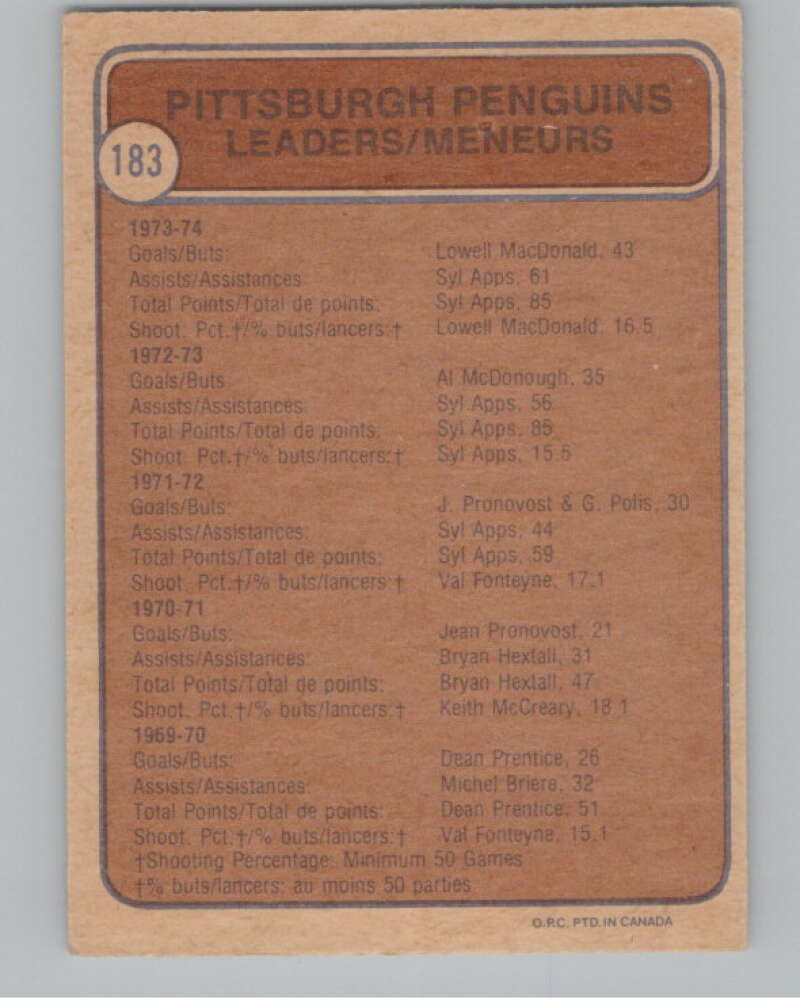 PITTSBURGH PENGUINS
LEADERS/MENEURS
183
1973-74
Goals/Buts: Lowell MacDonald, 43
Assists/Assistances Syl Apps, 61
Total Points/Total de points: Syl Apps, 85
Shoot. Pct.†/% buts/lancers:† Lowell MacDonald, 16.5
1972-73
Goals/Buts Al McDonough, 35
Assists/Assistances: Syl Apps, 56
Total Points/Total de points: Syl Apps, 85
Shoot. Pct.†/% buts/lancers:† Syl Apps, 15.6
1971-72
Goals/Buts: J. Pronovost & G. Polis, 30
Assists/Assistances: Syl Apps, 44
Total Points/Total de points: Syl Apps, 59
Shoot. Pct.†/% buts/lancers † Val Fonteyne, 17.1
1970-71
Goals/Buts: Jean Pronovost, 21
Assists/Assistances: Bryan Hextall, 31
Total Points/Total de points: Bryan Hextall, 47
Shoot. Pct.†/% buts/lancers:† Keith McCreary, 18.1
1969-70
Goals/Buts: Dean Prentice, 26
Assists/Assistances: Michel Briere, 32
Total Points/Total de points: Dean Prentice, 51
Shoot. Pct.†/% buts/lancers:† Val Fonteyne, 15.1
†Shooting Percentage: Minimum 50 Games
†% buts/lancers: au moins 50 parties
O.P.C. PTD. IN CANADA